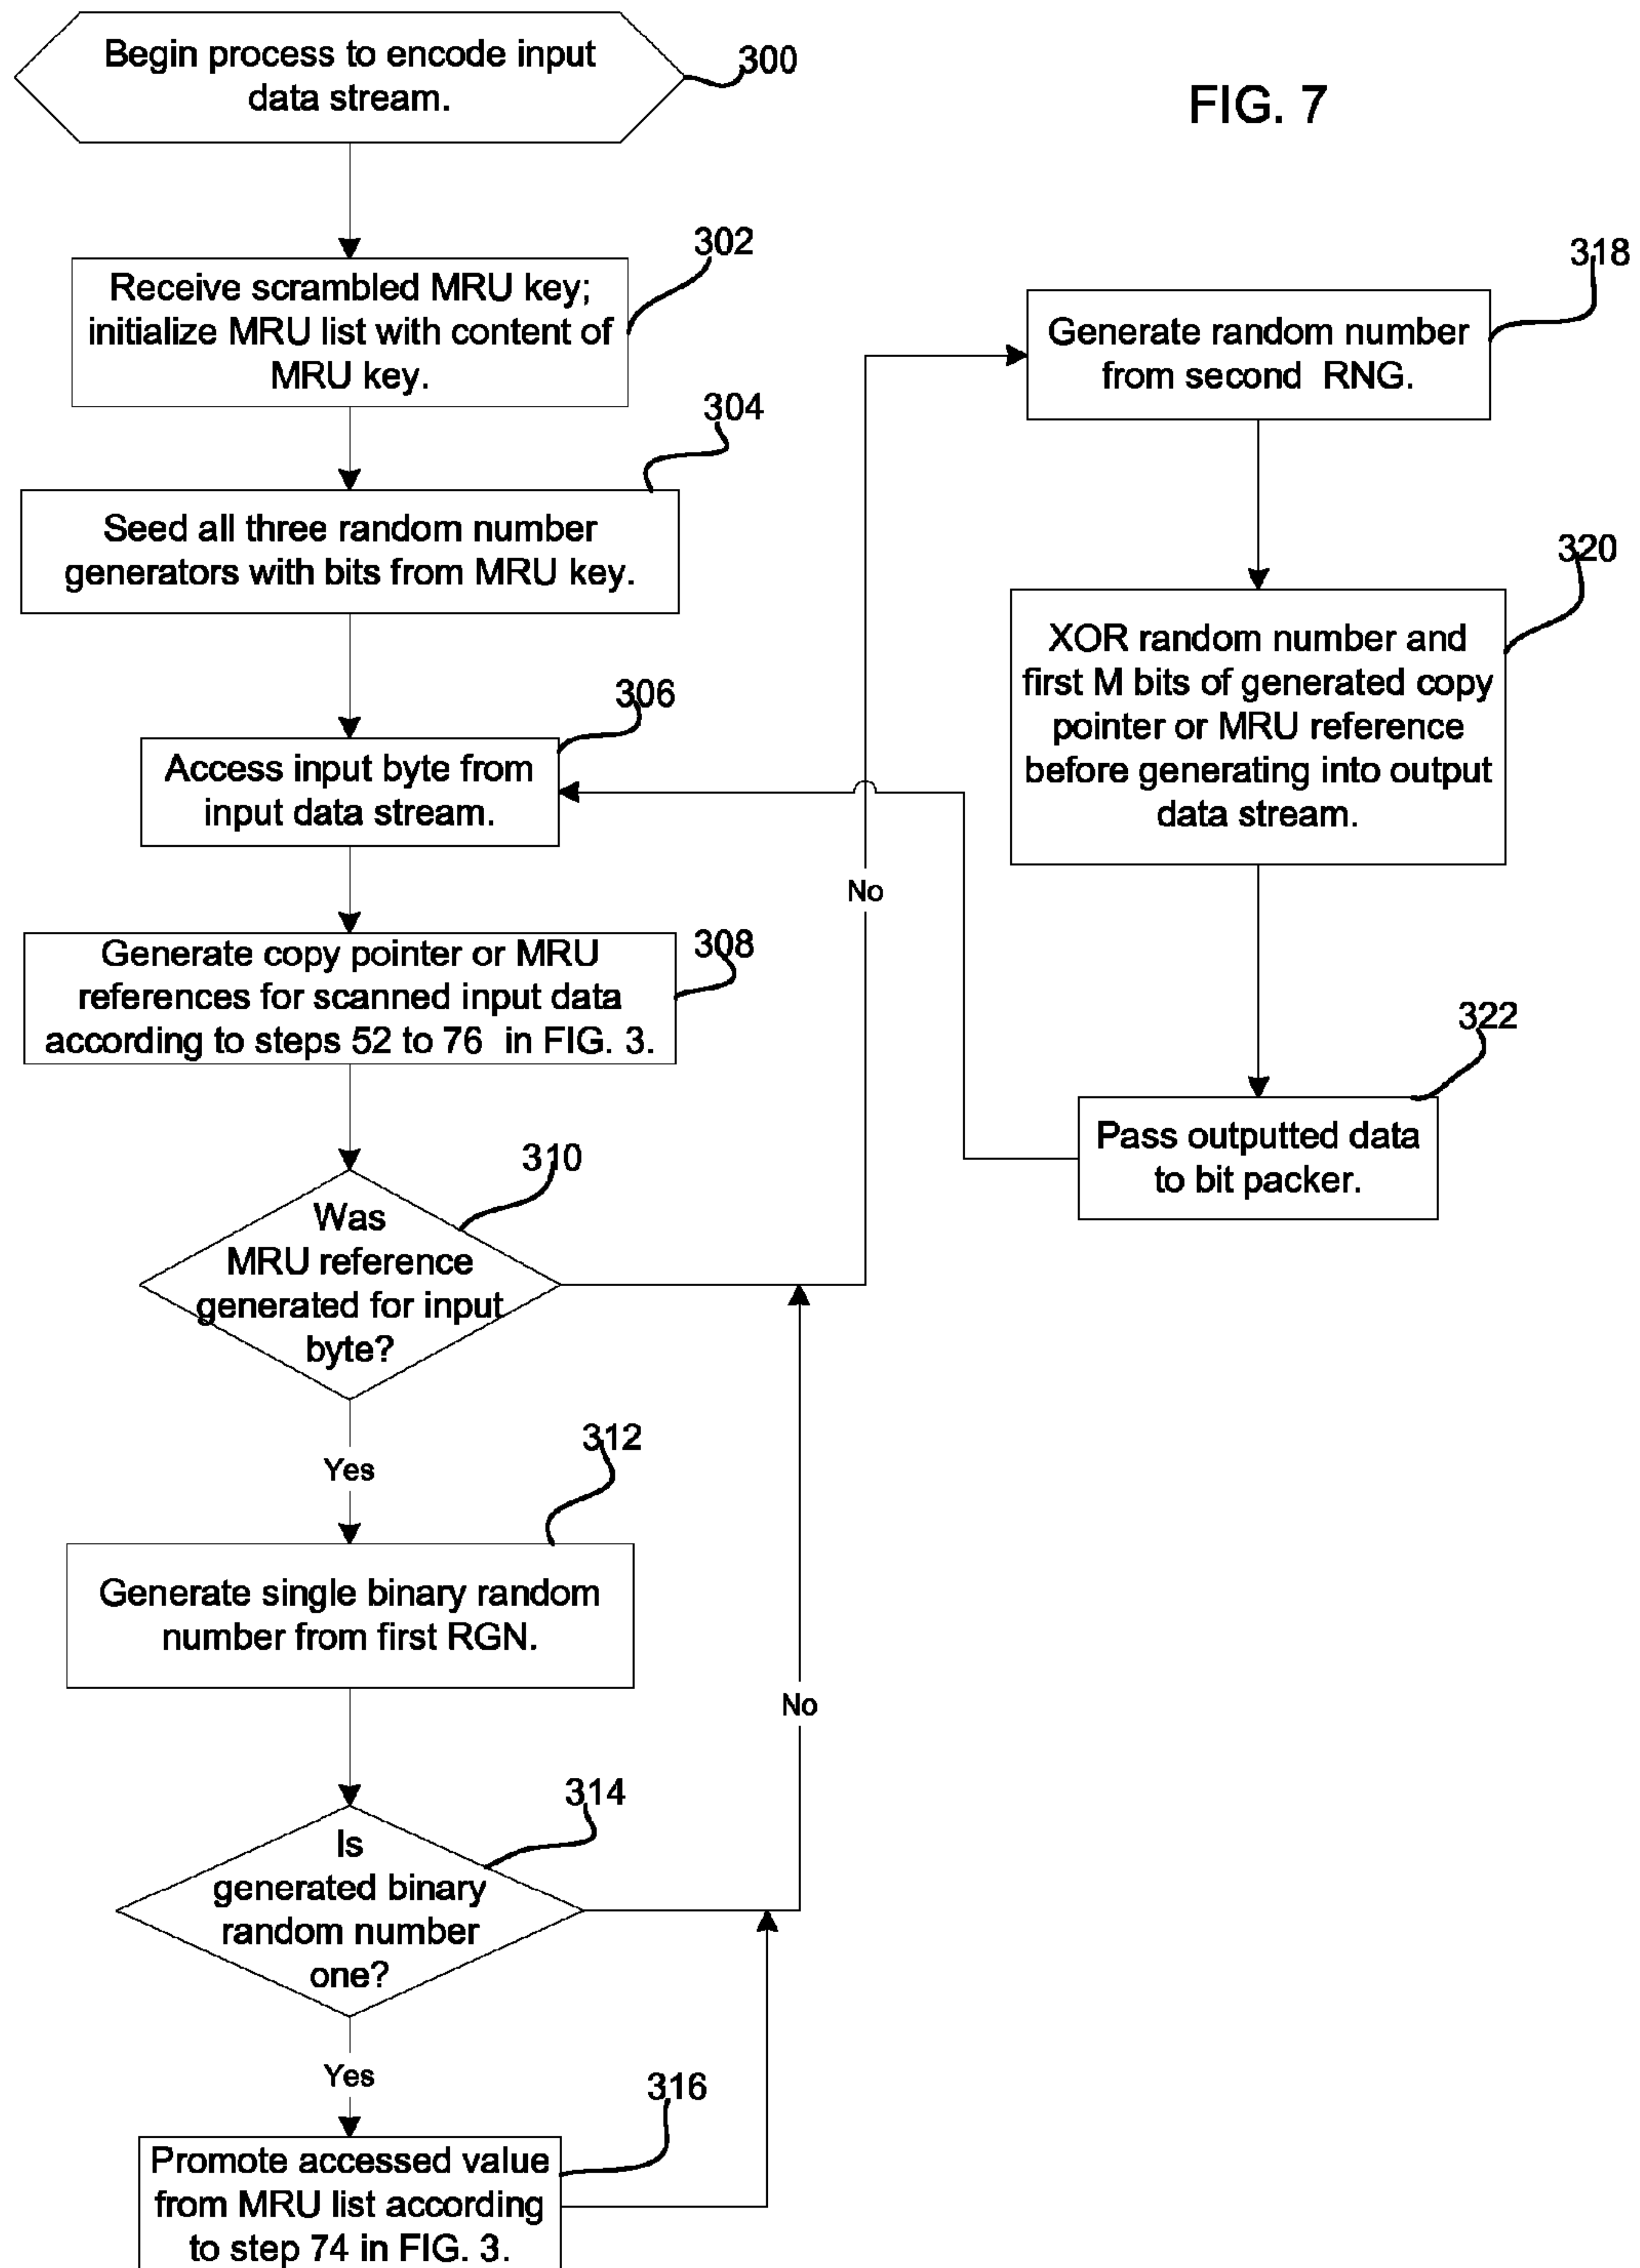 Begin process to encode input
data stream.
300
FIG. 7
302
Receive scrambled MRU key;
initialize MRU list with content of
MRU key.
304
Seed all three random number
generators with bits from MRU key.
306
Access input byte from
input data stream.
308
Generate copy pointer or MRU
references for scanned input data
according to steps 52 to 76 in FIG. 3.
310
Was
MRU reference
generated for input
byte?
No
Yes
312
Generate single binary random
number from first RGN.
314
Is
generated binary
random number
one?
No
Yes
316
Promote accessed value
from MRU list according
to step 74 in FIG. 3.
318
Generate random number
from second RNG.
320
XOR random number and
first M bits of generated copy
pointer or MRU reference
before generating into output
data stream.
322
Pass outputted data
to bit packer.